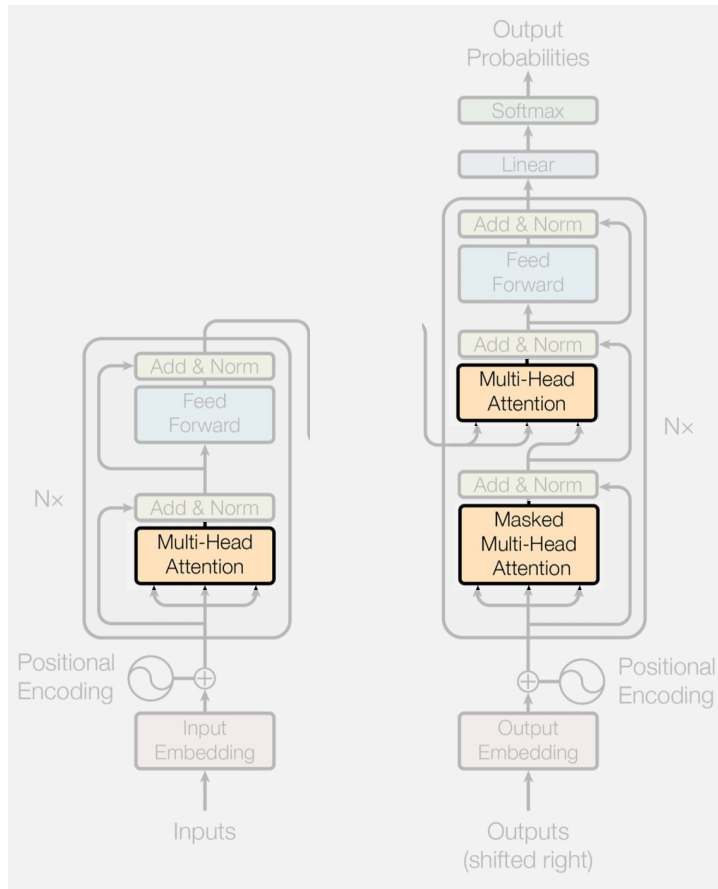 Output
Probabilities
Softmax
Linear
Add & Norm
Feed
Forward
Add & Norm
Multi-Head
Attention
Nx
Add & Norm
Masked
Multi-Head
Attention
Positional
Encoding
Output
Embedding
Outputs
(shifted right)
Add & Norm
Feed
Forward
Nx
Add & Norm
Multi-Head
Attention
Positional
Encoding
Input
Embedding
Inputs